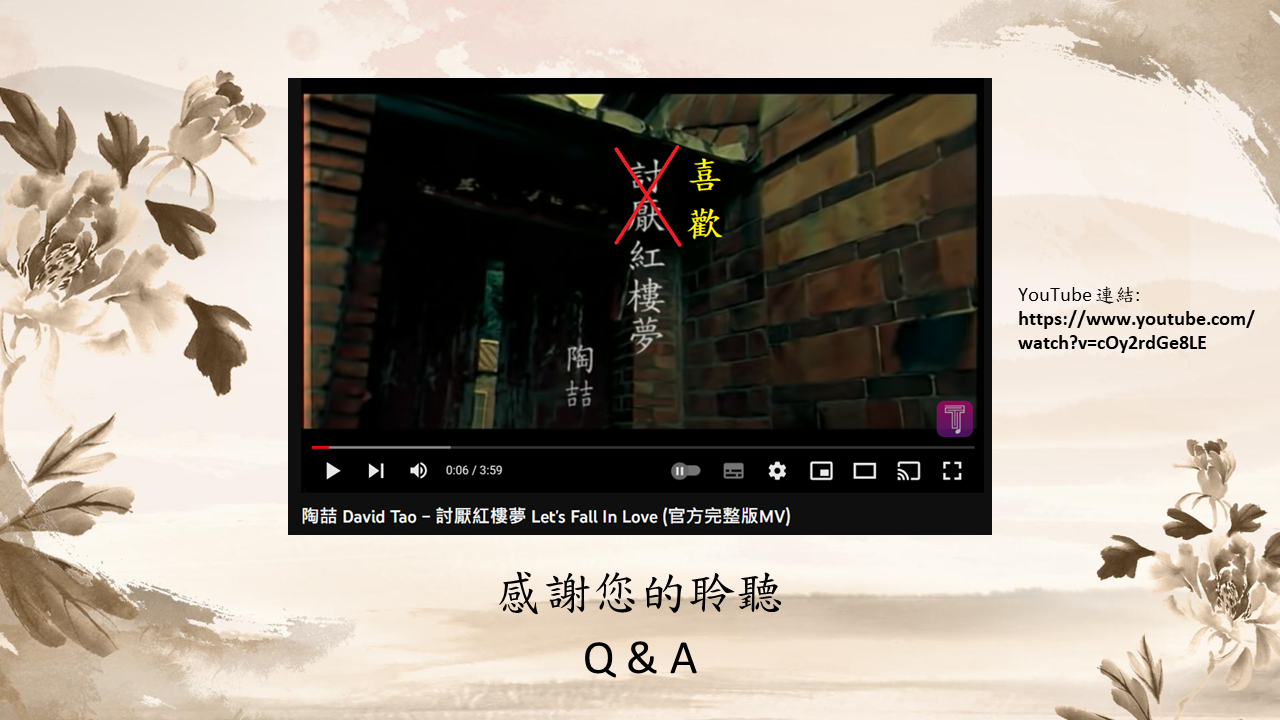 討厭紅樓夢
喜歡
陶喆
0:06 / 3:59
陶喆 David Tao – 討厭紅樓夢 Let's Fall In Love (官方完整版MV)
YouTube 連結:
https://www.youtube.com/
watch?v=cOy2rdGe8LE
感謝您的聆聽
Q & A